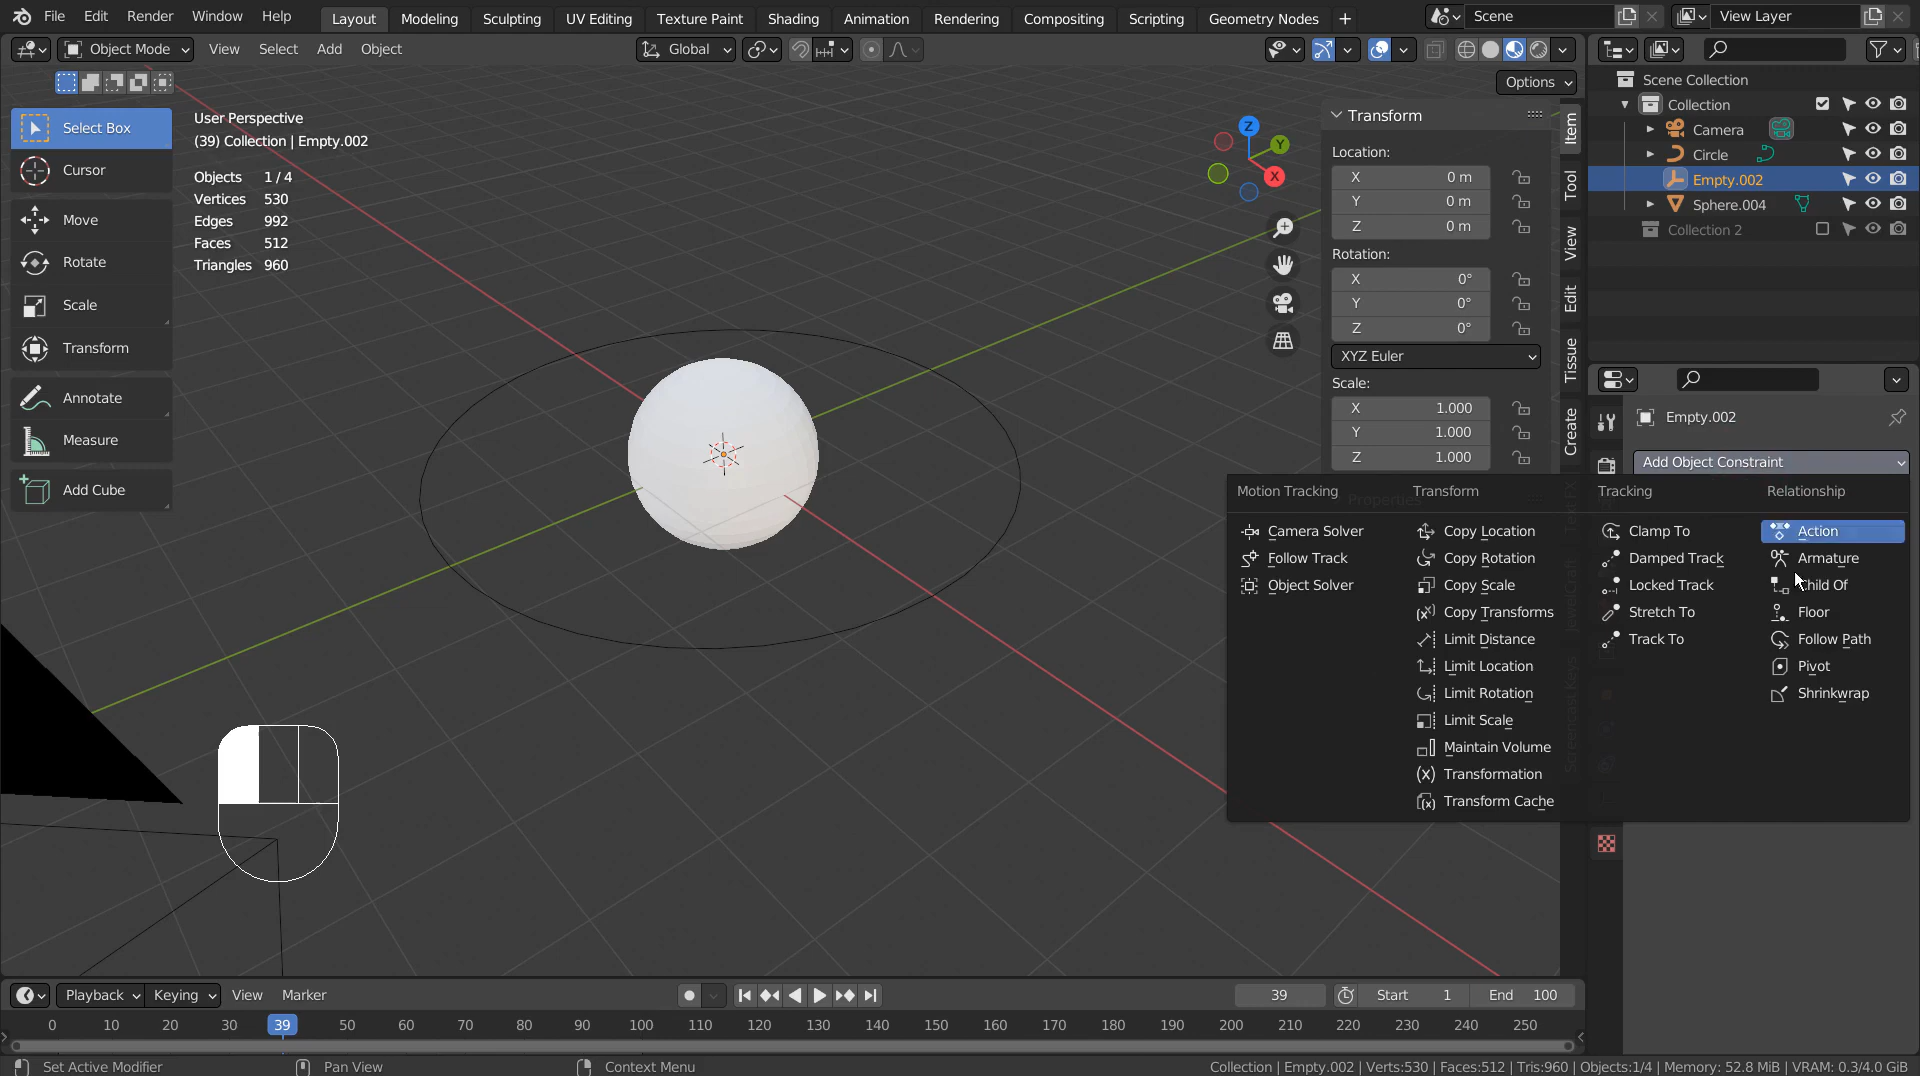 File Edit Render Window Help Layout Modeling Sculpting UV Editing Texture Paint Shading Animation Rendering Compositing Scripting Geometry Nodes + Scene View Layer
Object Mode View Select Add Object Global
Options
Select Box
Cursor
Move
Rotate
Scale
Transform
Annotate
Measure
Add Cube
User Perspective
(39) Collection | Empty.002
Objects 1 / 4
Vertices 530
Edges 992
Faces 512
Triangles 960
Z
Y
X
Transform
Location:
X 0 m
Y 0 m
Z 0 m
Rotation:
X 0°
Y 0°
Z 0°
XYZ Euler
Scale:
X 1.000
Y 1.000
Z 1.000
Item
Tool
View
Edit
Tissue
Create
Scene Collection
Collection
Camera
Circle
Empty.002
Sphere.004
Collection 2
Empty.002
Add Object Constraint
Motion Tracking Transform Tracking Relationship
Camera Solver Copy Location Clamp To Action
Follow Track Copy Rotation Damped Track Armature
Object Solver Copy Scale Locked Track Child Of
Copy Transforms Stretch To Floor
Limit Distance Track To Follow Path
Limit Location Pivot
Limit Rotation Shrinkwrap
Limit Scale
Maintain Volume
Transformation
Transform Cache
Playback Keying View Marker 39 Start 1 End 100
0 10 20 30 39 50 60 70 80 90 100 110 120 130 140 150 160 170 180 190 200 210 220 230 240 250
Set Active Modifier Pan View Context Menu Collection | Empty.002 | Verts:530 | Faces:512 | Tris:960 | Objects:1/4 | Memory: 52.8 MiB | VRAM: 0.3/4.0 GiB